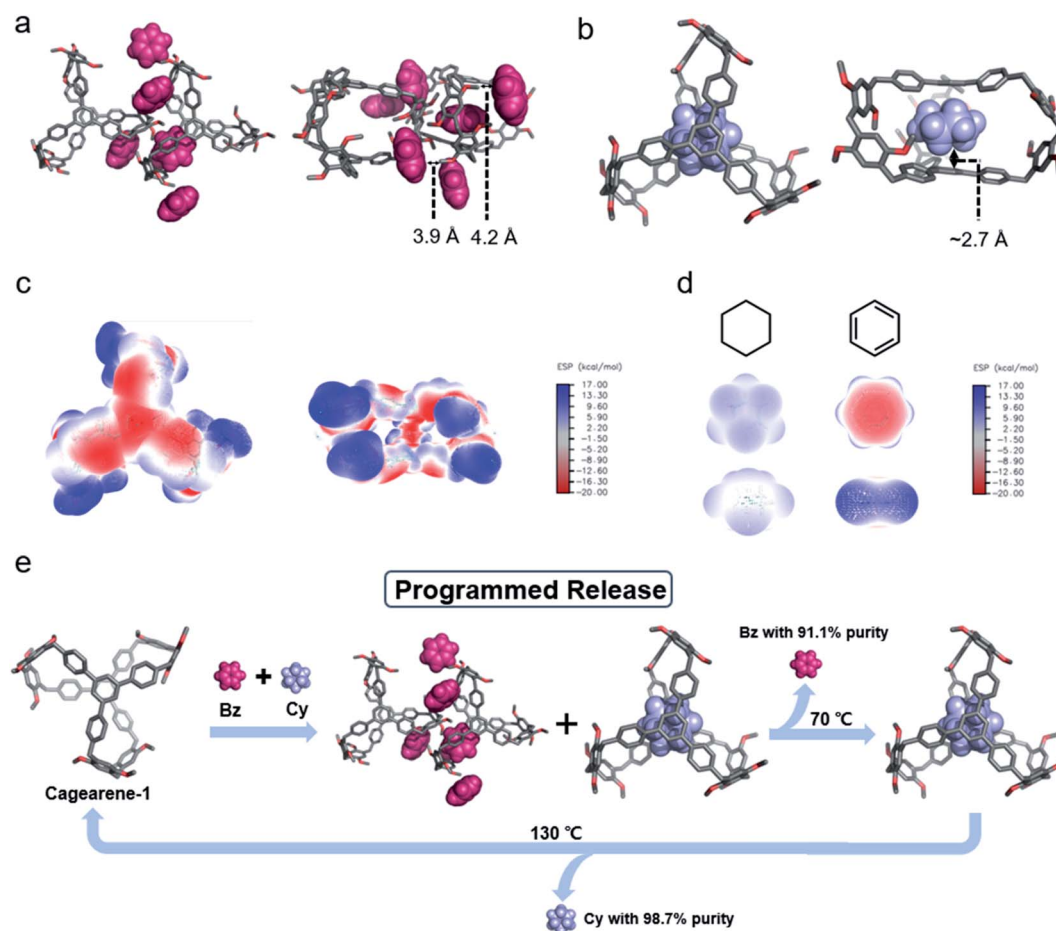 a
b
3.9 Å
4.2 Å
~2.7 Å
c
d
ESP (kcal/mol)
17.00
13.30
9.60
5.90
2.20
-1.50
-5.20
-8.90
-12.60
-16.30
-20.00
ESP (kcal/mol)
17.00
13.30
9.60
5.90
2.20
-1.50
-5.20
-8.90
-12.60
-16.30
-20.00
e
Programmed Release
Bz with 91.1% purity
Bz
+
Cy
+
70 ℃
Cagearene-1
130 ℃
Cy with 98.7% purity